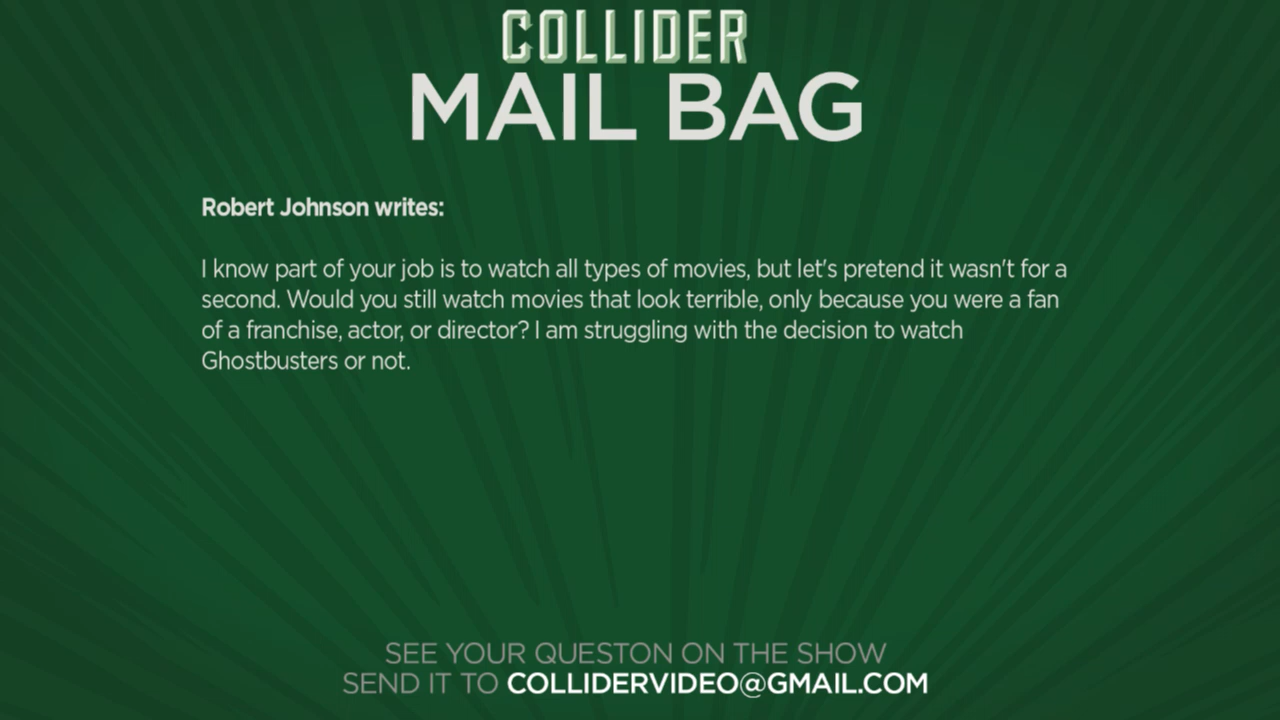 COLLIDER
MAIL BAG
Robert Johnson writes:
I know part of your job is to watch all types of movies, but let's pretend it wasn't for a
second. Would you still watch movies that look terrible, only because you were a fan
of a franchise, actor, or director? I am struggling with the decision to watch
Ghostbusters or not.
SEE YOUR QUESTON ON THE SHOW
SEND IT TO COLLIDERVIDEO@GMAIL.COM